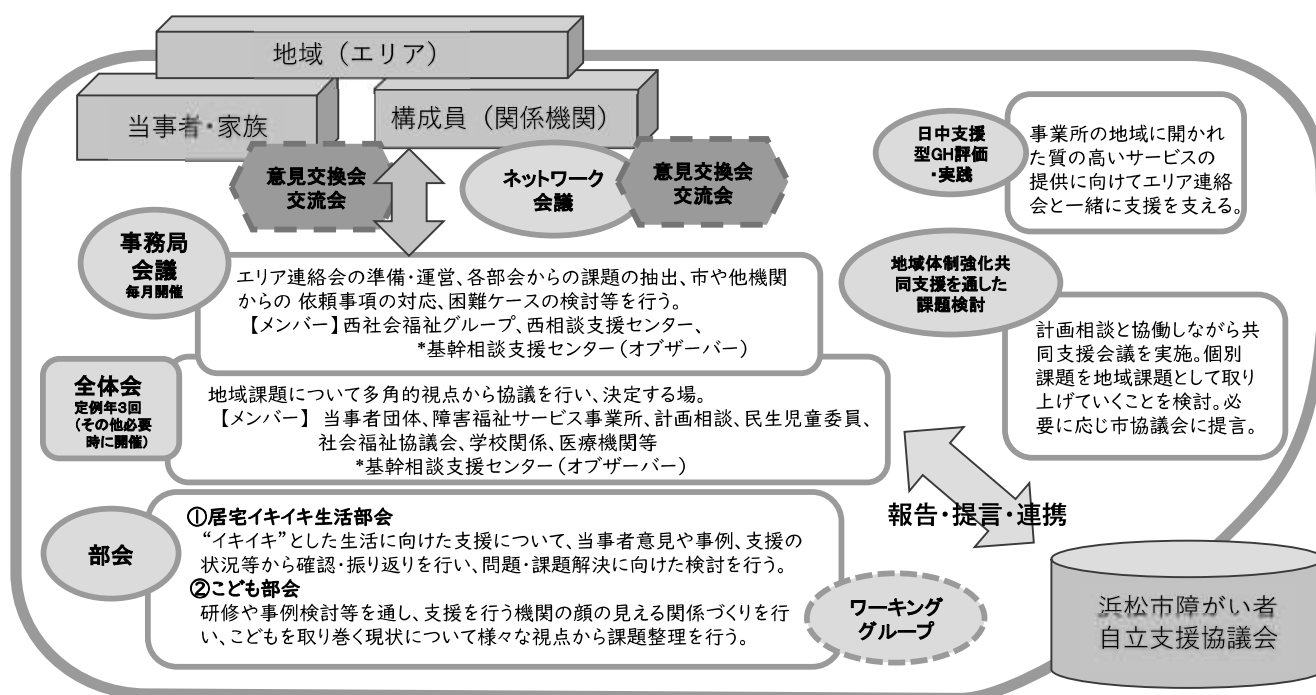 地域（エリア）
当事者・家族
構成員（関係機関）
意見交換会
交流会
ネットワーク
会議
意見交換会
交流会
日中支援
型GH評価
・実践
事業所の地域に開かれ
た質の高いサービスの
提供に向けてエリア連絡
会と一緒に支援を支える。
事務局
会議
毎月開催
エリア連絡会の準備・運営、各部会からの課題の抽出、市や他機関
からの 依頼事項の対応、困難ケースの検討等を行う。
【メンバー】西社会福祉グループ、西相談支援センター、
*基幹相談支援センター（オブザーバー）
地域体制強化共
同支援を通した
課題検討
計画相談と協働しながら共
同支援会議を実施。個別
課題を地域課題として取り
上げていくことを検討。必
要に応じ市協議会に提言。
全体会
定例年3回
（その他必要
時に開催）
地域課題について多角的視点から協議を行い、決定する場。
【メンバー】 当事者団体、障害福祉サービス事業所、計画相談、民生児童委員、
社会福祉協議会、学校関係、医療機関等
*基幹相談支援センター（オブザーバー）
報告・提言・連携
部会
①居宅イキイキ生活部会
“イキイキ”とした生活に向けた支援について、当事者意見や事例、支援の
状況等から確認・振り返りを行い、問題・課題解決に向けた検討を行う。
②こども部会
研修や事例検討等を通し、支援を行う機関の顔の見える関係づくりを行
い、こどもを取り巻く現状について様々な視点から課題整理を行う。
ワーキング
グループ
浜松市障がい者
自立支援協議会